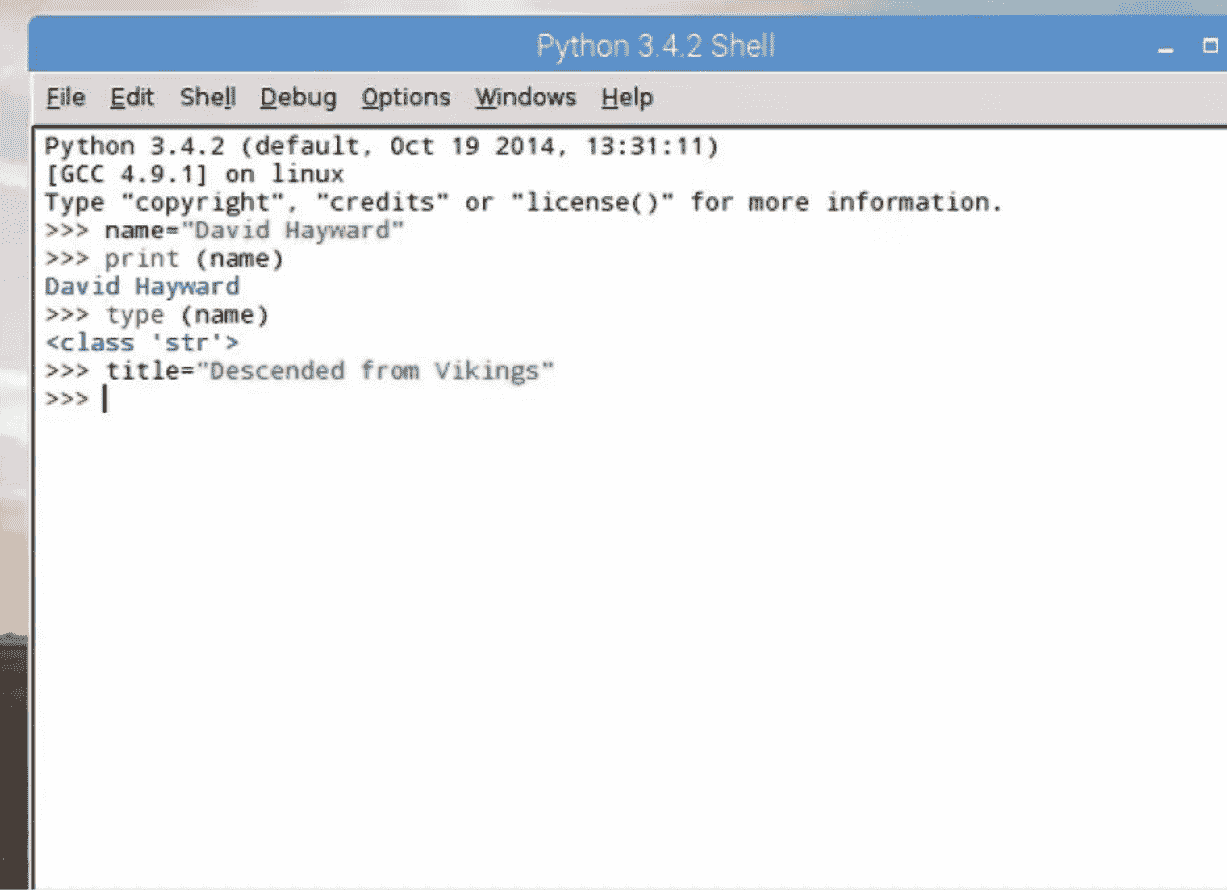 Python 3.4.2 Shell
File Edit Shell Debug Options Windows Help
Python 3.4.2 (default, Oct 19 2014, 13:31:11)
[GCC 4.9.1] on linux
Type "copyright", "credits" or "license()" for more information.
>>> name="David Hayward"
>>> print (name)
David Hayward
>>> type (name)
<class 'str'>
>>> title="Descended from Vikings"
>>>